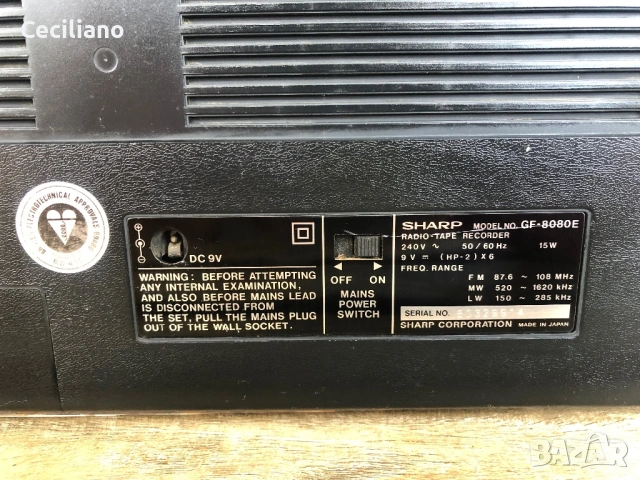 Ceciliano
ELECTROTECHNICAL APPROVALS
DC 9V
WARNING: BEFORE ATTEMPTING
ANY INTERNAL EXAMINATION,
AND ALSO BEFORE MAINS LEAD
IS DISCONNECTED FROM
THE SET, PULL THE MAINS PLUG
OUT OF THE WALL SOCKET.
OFF ON
MAINS
POWER
SWITCH
SHARP MODEL NO. GF-8080E
RADIO TAPE RECORDER
240V ~ 50/60Hz 15W
9V ⎓ (HP-2) X 6
FREQ. RANGE
FM 87.6 ~ 108 MHz
MW 520 ~ 1620 kHz
LW 150 ~ 285 kHz
SERIAL NO.
SHARP CORPORATION MADE IN JAPAN
BAZAR